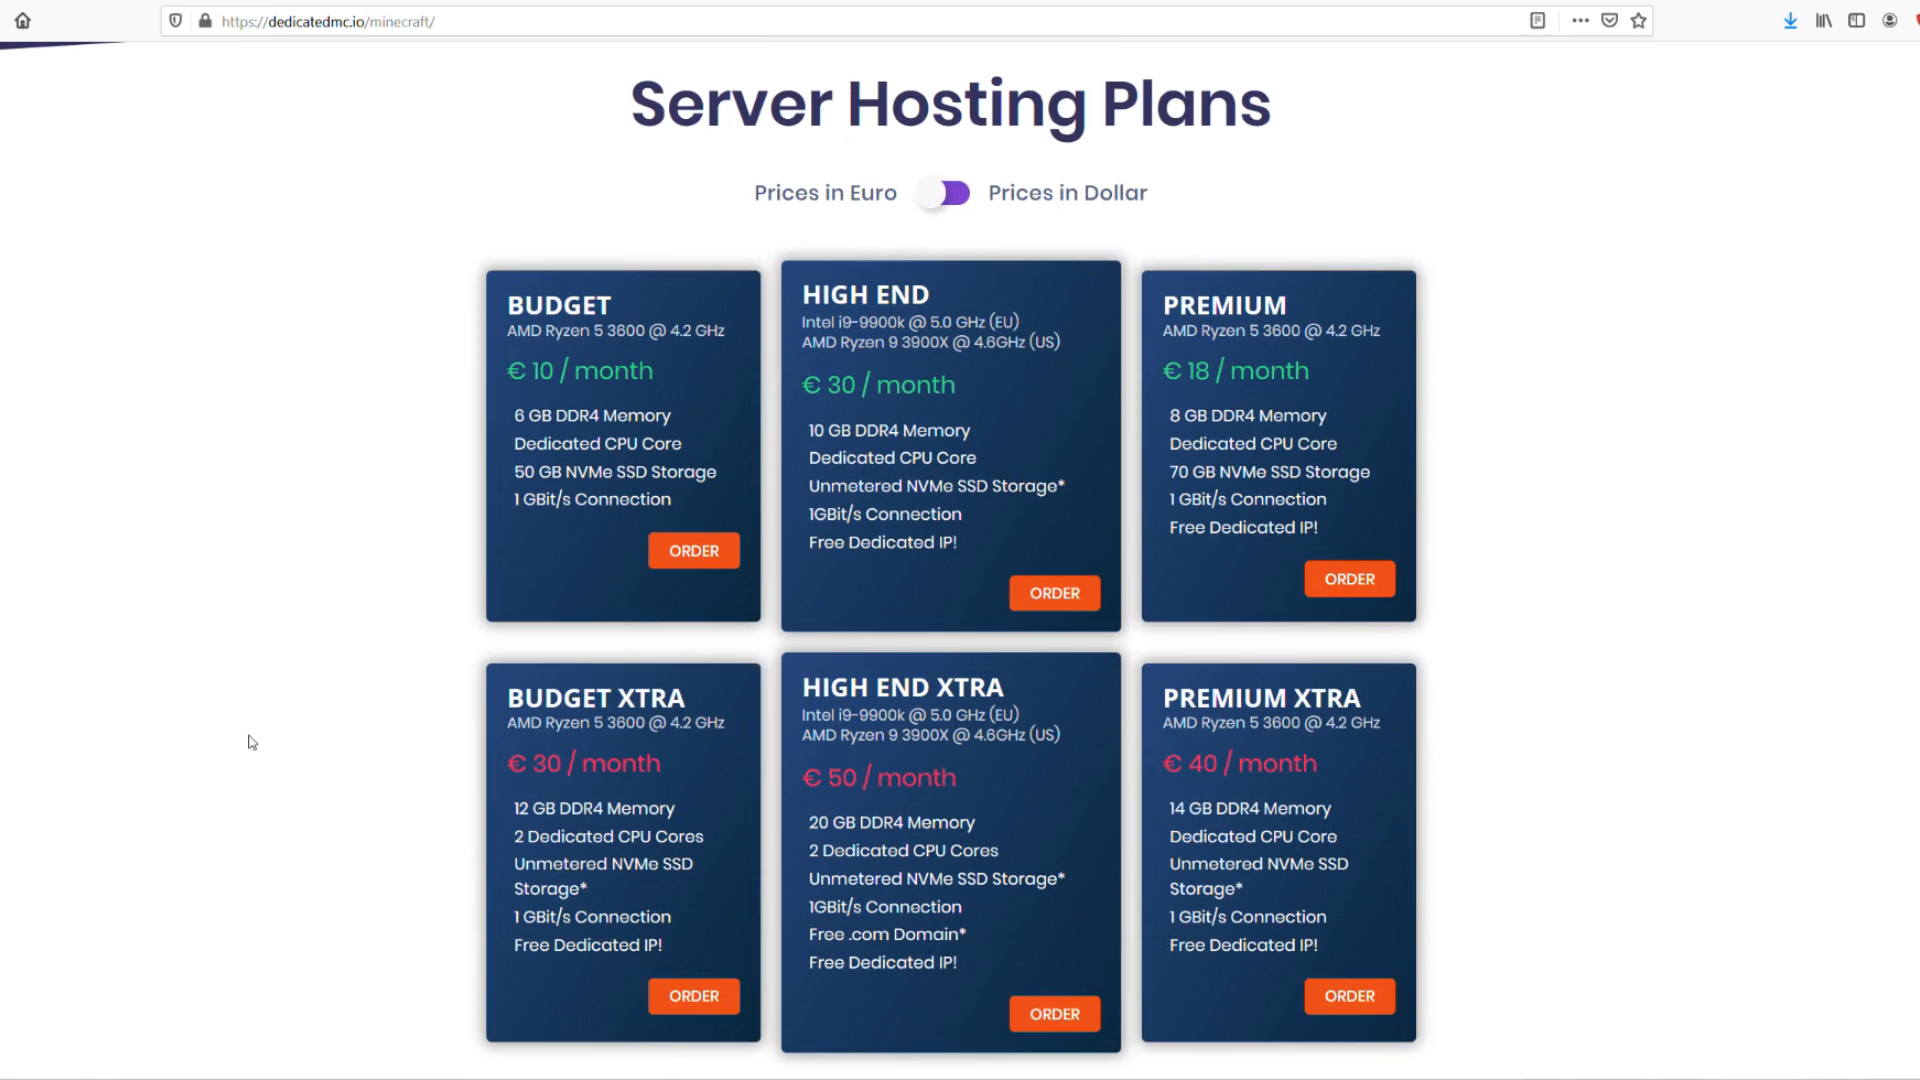 https://dedicatedmc.io/minecraft/
Server Hosting Plans
Prices in Euro
Prices in Dollar
BUDGET
AMD Ryzen 5 3600 @ 4.2 GHz
€ 10 / month
6 GB DDR4 Memory
Dedicated CPU Core
50 GB NVMe SSD Storage
1 GBit/s Connection
ORDER
HIGH END
Intel i9-9900k @ 5.0 GHz (EU)
AMD Ryzen 9 3900X @ 4.6GHz (US)
€ 30 / month
10 GB DDR4 Memory
Dedicated CPU Core
Unmetered NVMe SSD Storage*
1GBit/s Connection
Free Dedicated IP!
ORDER
PREMIUM
AMD Ryzen 5 3600 @ 4.2 GHz
€ 18 / month
8 GB DDR4 Memory
Dedicated CPU Core
70 GB NVMe SSD Storage
1 GBit/s Connection
Free Dedicated IP!
ORDER
BUDGET XTRA
AMD Ryzen 5 3600 @ 4.2 GHz
€ 30 / month
12 GB DDR4 Memory
2 Dedicated CPU Cores
Unmetered NVMe SSD
Storage*
1 GBit/s Connection
Free Dedicated IP!
ORDER
HIGH END XTRA
Intel i9-9900k @ 5.0 GHz (EU)
AMD Ryzen 9 3900X @ 4.6GHz (US)
€ 50 / month
20 GB DDR4 Memory
2 Dedicated CPU Cores
Unmetered NVMe SSD Storage*
1GBit/s Connection
Free .com Domain*
Free Dedicated IP!
ORDER
PREMIUM XTRA
AMD Ryzen 5 3600 @ 4.2 GHz
€ 40 / month
14 GB DDR4 Memory
Dedicated CPU Core
Unmetered NVMe SSD
Storage*
1 GBit/s Connection
Free Dedicated IP!
ORDER